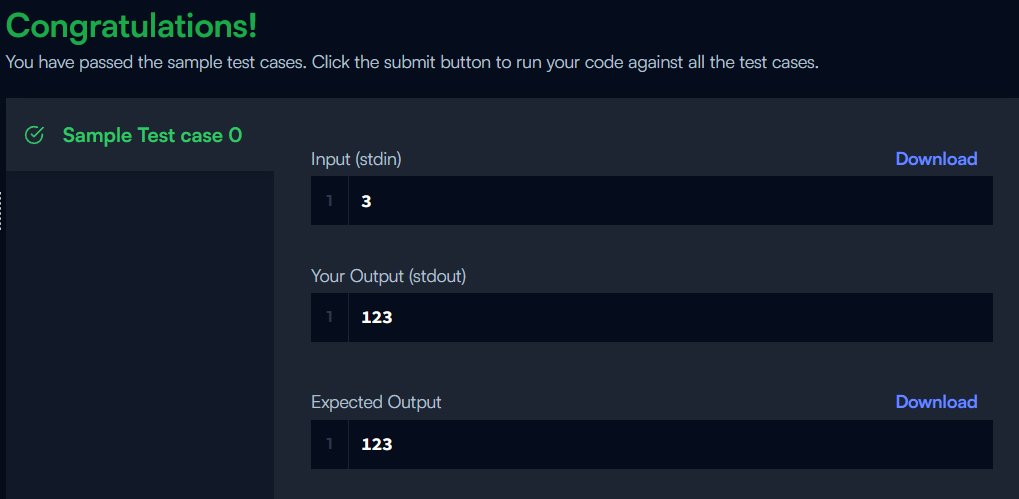 Congratulations!
You have passed the sample test cases. Click the submit button to run your code against all the test cases.
Sample Test case 0
Input (stdin)
Download
1 3
Your Output (stdout)
1 123
Expected Output
Download
1 123